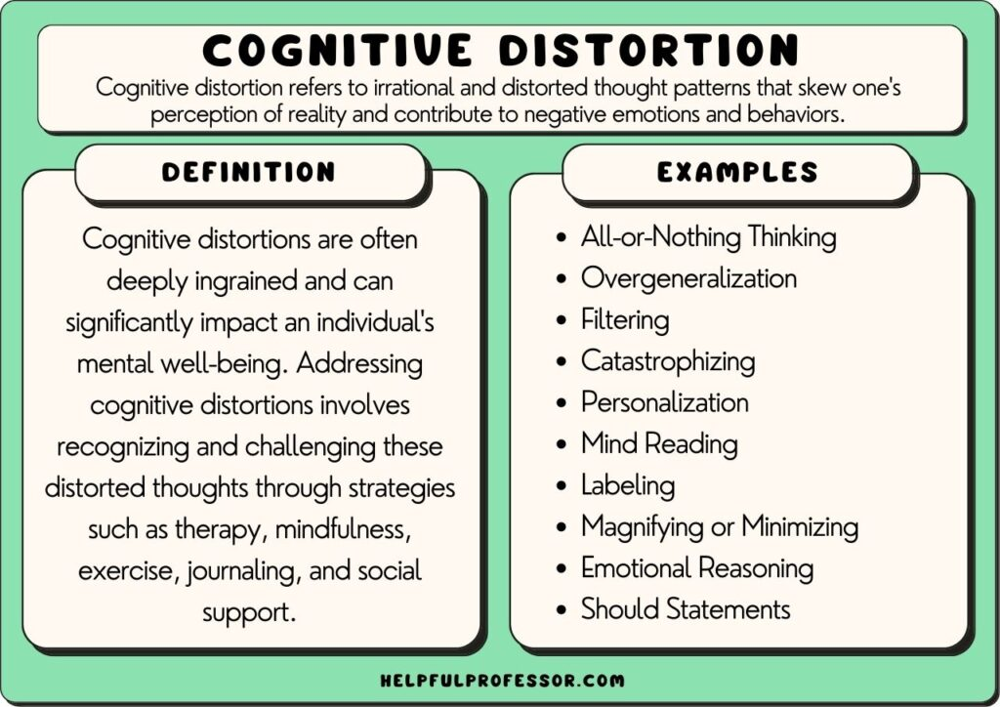 COGNITIVE DISTORTION
Cognitive distortion refers to irrational and distorted thought patterns that skew one's
perception of reality and contribute to negative emotions and behaviors.
DEFINITION
Cognitive distortions are often
deeply ingrained and can
significantly impact an individual's
mental well-being. Addressing
cognitive distortions involves
recognizing and challenging these
distorted thoughts through strategies
such as therapy, mindfulness,
exercise, journaling, and social
support.
EXAMPLES
• All-or-Nothing Thinking
• Overgeneralization
• Filtering
• Catastrophizing
• Personalization
• Mind Reading
• Labeling
• Magnifying or Minimizing
• Emotional Reasoning
• Should Statements
HELPFULPROFESSOR.COM